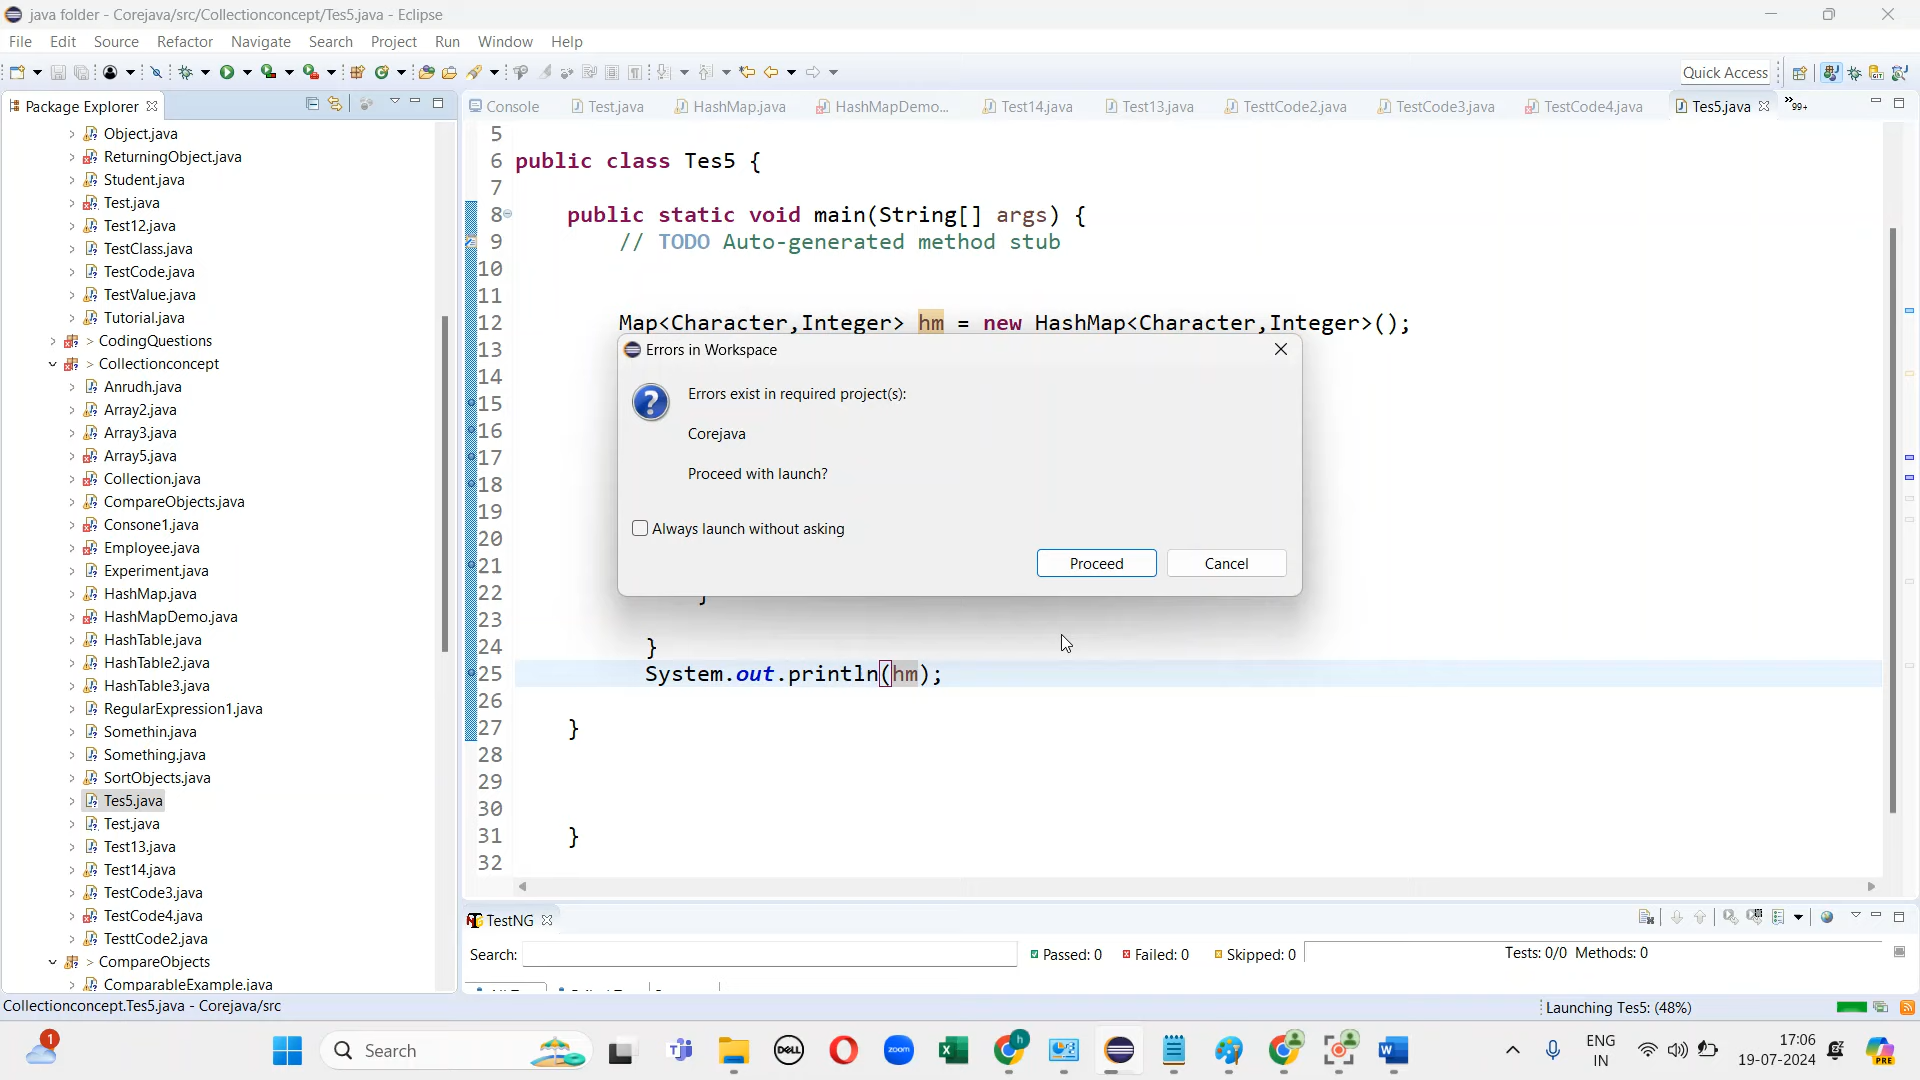 java folder - Corejava/src/Collectionconcept/Tes5.java - Eclipse
File Edit Source Refactor Navigate Search Project Run Window Help
Quick Access
Package Explorer
Console Test.java HashMap.java HashMapDemo... Test14.java Test13.java TesttCode2.java TestCode3.java TestCode4.java Tes5.java 99+
Object.java
ReturningObject.java
Student.java
Test.java
Test12.java
TestClass.java
TestCode.java
TestValue.java
Tutorial.java
> CodingQuestions
> Collectionconcept
Anrudh.java
Array2.java
Array3.java
Array5.java
Collection.java
CompareObjects.java
Consone1.java
Employee.java
Experiment.java
HashMap.java
HashMapDemo.java
HashTable.java
HashTable2.java
HashTable3.java
RegularExpression1.java
Somethin.java
Something.java
SortObjects.java
Tes5.java
Test.java
Test13.java
Test14.java
TestCode3.java
TestCode4.java
TesttCode2.java
> CompareObjects
ComparableExample.java
5
6 public class Tes5 {
7
8 public static void main(String[] args) {
9 // TODO Auto-generated method stub
10
11
12 Map<Character,Integer> hm = new HashMap<Character,Integer>();
13
14
15
16
17
18
19
20
21
22 }
23
24 }
25 System.out.println(hm);
26
27 }
28
29
30
31 }
32
Errors in Workspace
Errors exist in required project(s):
Corejava
Proceed with launch?
Always launch without asking
Proceed Cancel
TestNG
Search: Passed: 0 Failed: 0 Skipped: 0 Tests: 0/0 Methods: 0
Collectionconcept.Tes5.java - Corejava/src
Launching Tes5: (48%)
1
Search
DELL
zoom
ENG
IN
17:06
19-07-2024
PRE